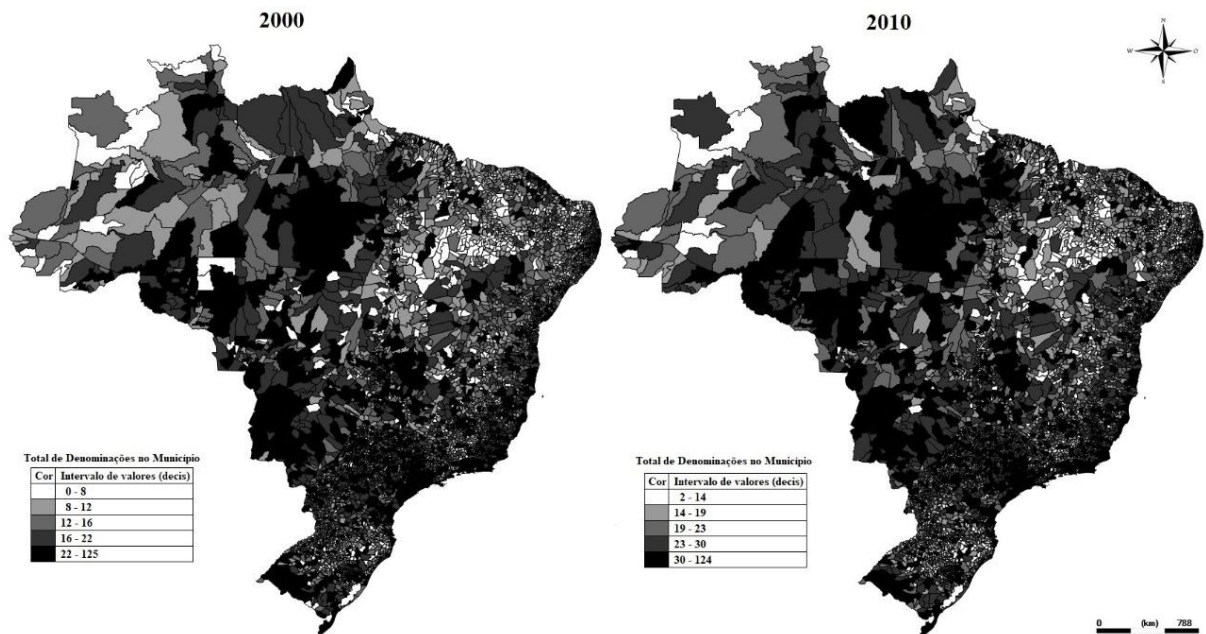 2000
2010
N
W
O
S
Total de Denominações no Município
Cor Intervalo de valores (decis)
0 - 8
8 - 12
12 - 16
16 - 22
22 - 125
Total de Denominações no Município
Cor Intervalo de valores (decis)
2 - 14
14 - 19
19 - 23
23 - 30
30 - 124
0 (km) 788